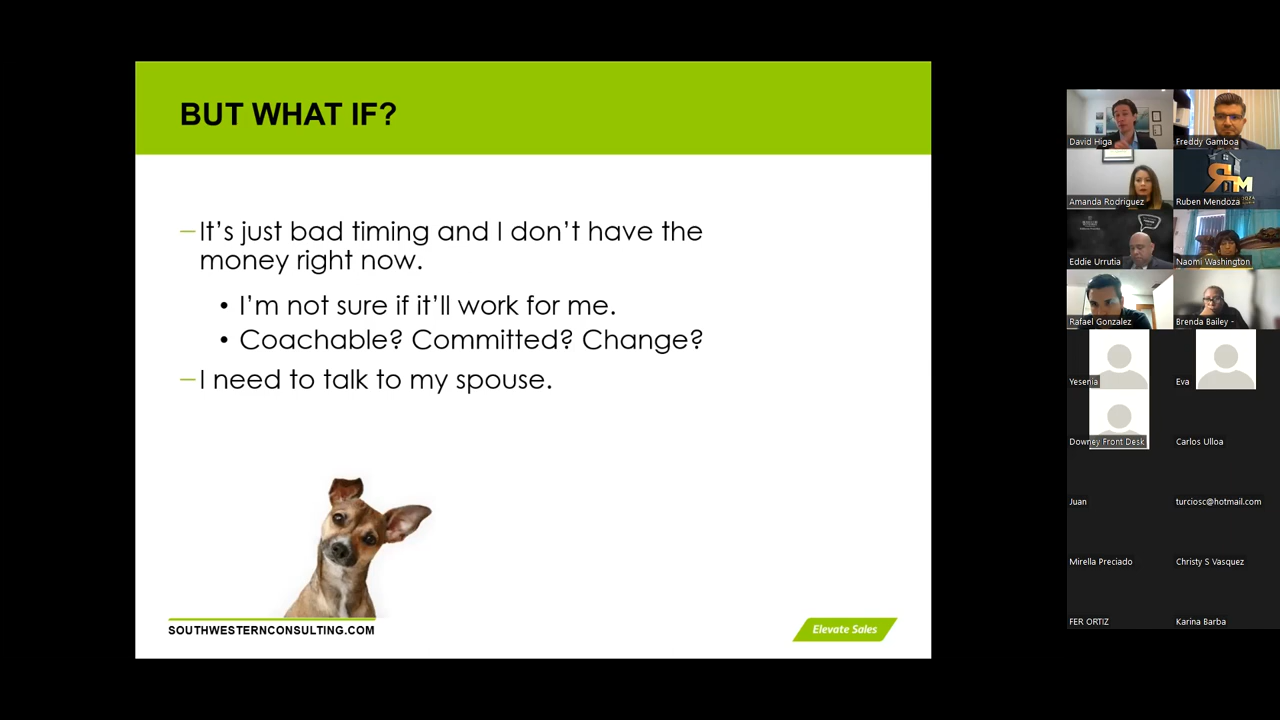 BUT WHAT IF?
–It’s just bad timing and I don’t have the
money right now.
• I’m not sure if it’ll work for me.
• Coachable? Committed? Change?
–I need to talk to my spouse.
SOUTHWESTERNCONSULTING.COM
Elevate Sales
David Higa
Freddy Gamboa
Amanda Rodriguez
Ruben Mendoza
Eddie Urrutia
Naomi Washington
Rafael Gonzalez
Brenda Bailey -
Yesenia
Eva
Downey Front Desk
Carlos Ulloa
Juan
turciosc@hotmail.com
Mirella Preciado
Christy S Vasquez
FER ORTIZ
Karina Barba